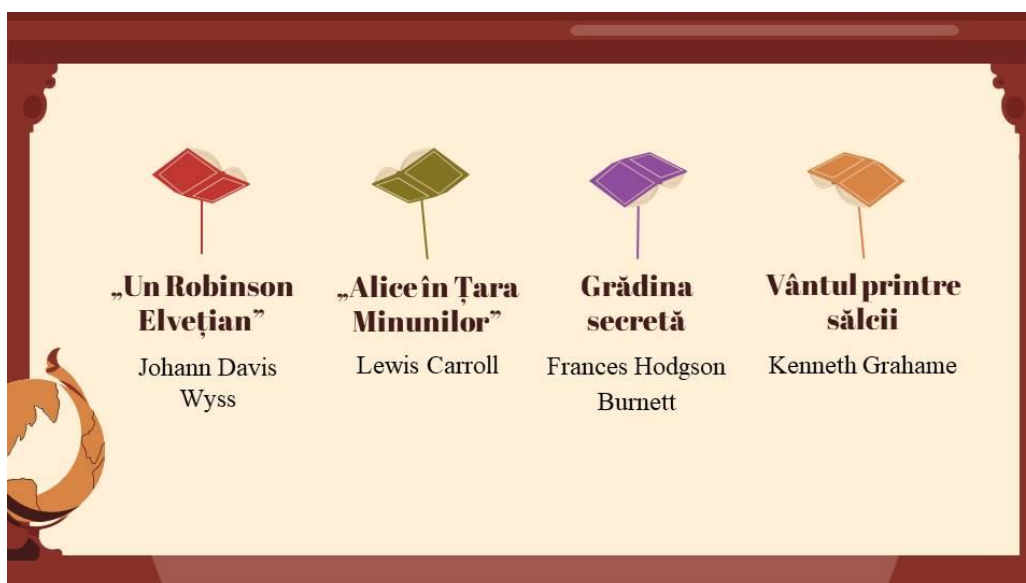 „Un Robinson
Elvețian”
Johann Davis
Wyss
„Alice în Țara
Minunilor”
Lewis Carroll
Grădina
secretă
Frances Hodgson
Burnett
Vântul printre
sălcii
Kenneth Grahame